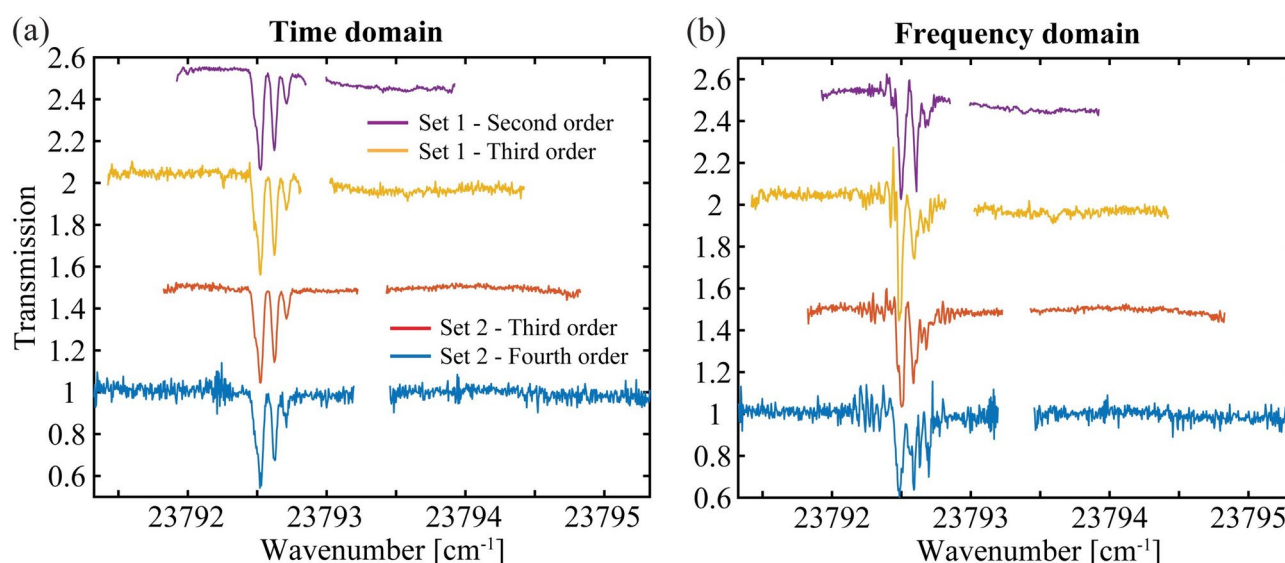 (a)
Time domain
2.6
2.4
2.2
2
1.8
1.6
1.4
1.2
1
0.8
0.6
Transmission
Set 1 - Second order
Set 1 - Third order
Set 2 - Third order
Set 2 - Fourth order
23792
23793
23794
23795
Wavenumber [cm⁻¹]
(b)
Frequency domain
2.6
2.4
2.2
2
1.8
1.6
1.4
1.2
1
0.8
0.6
23792
23793
23794
23795
Wavenumber [cm⁻¹]